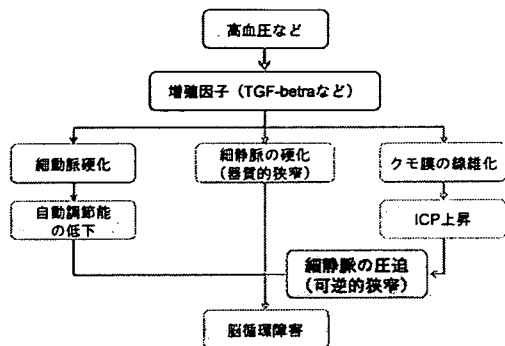 高血圧など
増殖因子（TGF-betraなど）
細動脈硬化
細静脈の硬化
（器質的狭窄）
クモ膜の線維化
自動調節能
の低下
ICP上昇
細静脈の圧迫
（可逆的狭窄）
脳循環障害